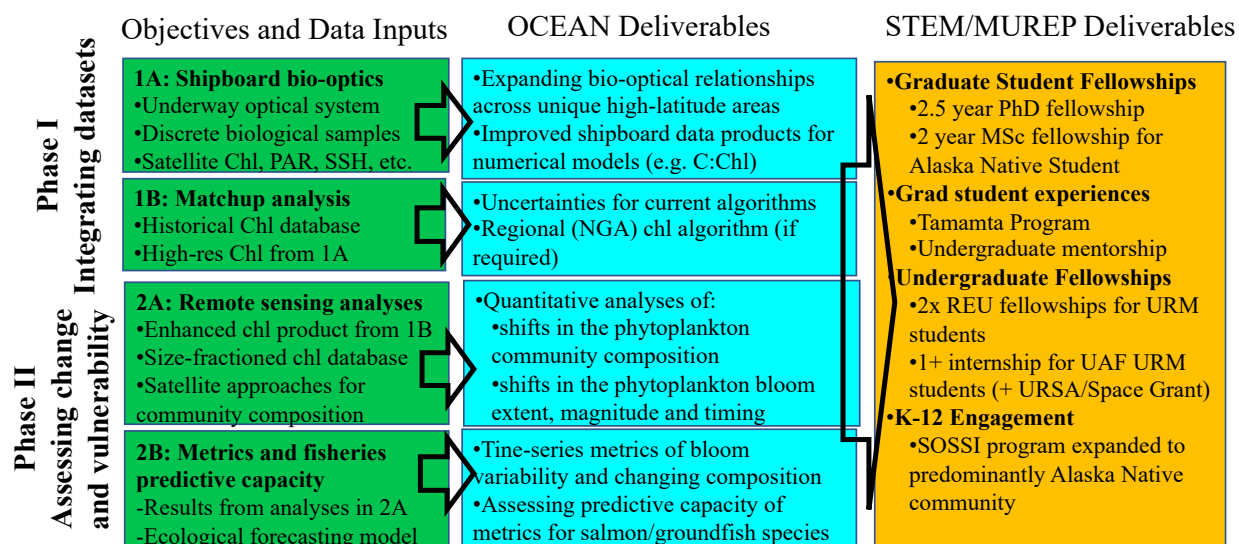 Objectives and Data Inputs
OCEAN Deliverables
STEM/MUREP Deliverables
Phase I
Integrating datasets
1A: Shipboard bio-optics
•Underway optical system
•Discrete biological samples
•Satellite Chl, PAR, SSH, etc.
•Expanding bio-optical relationships
across unique high-latitude areas
•Improved shipboard data products for
numerical models (e.g. C:Chl)
1B: Matchup analysis
•Historical Chl database
•High-res Chl from 1A
•Uncertainties for current algorithms
•Regional (NGA) chl algorithm (if
required)
Phase II
Assessing change
and vulnerability
2A: Remote sensing analyses
•Enhanced chl product from 1B
•Size-fractioned chl database
•Satellite approaches for
community composition
•Quantitative analyses of:
•shifts in the phytoplankton
community composition
•shifts in the phytoplankton bloom
extent, magnitude and timing
2B: Metrics and fisheries
predictive capacity
-Results from analyses in 2A
-Ecological forecasting model
•Tine-series metrics of bloom
variability and changing composition
•Assessing predictive capacity of
metrics for salmon/groundfish species
•Graduate Student Fellowships
•2.5 year PhD fellowship
•2 year MSc fellowship for
Alaska Native Student
•Grad student experiences
•Tamamta Program
•Undergraduate mentorship
•Undergraduate Fellowships
•2x REU fellowships for URM
students
•1+ internship for UAF URM
students (+ URSA/Space Grant)
•K-12 Engagement
•SOSSI program expanded to
predominantly Alaska Native
community